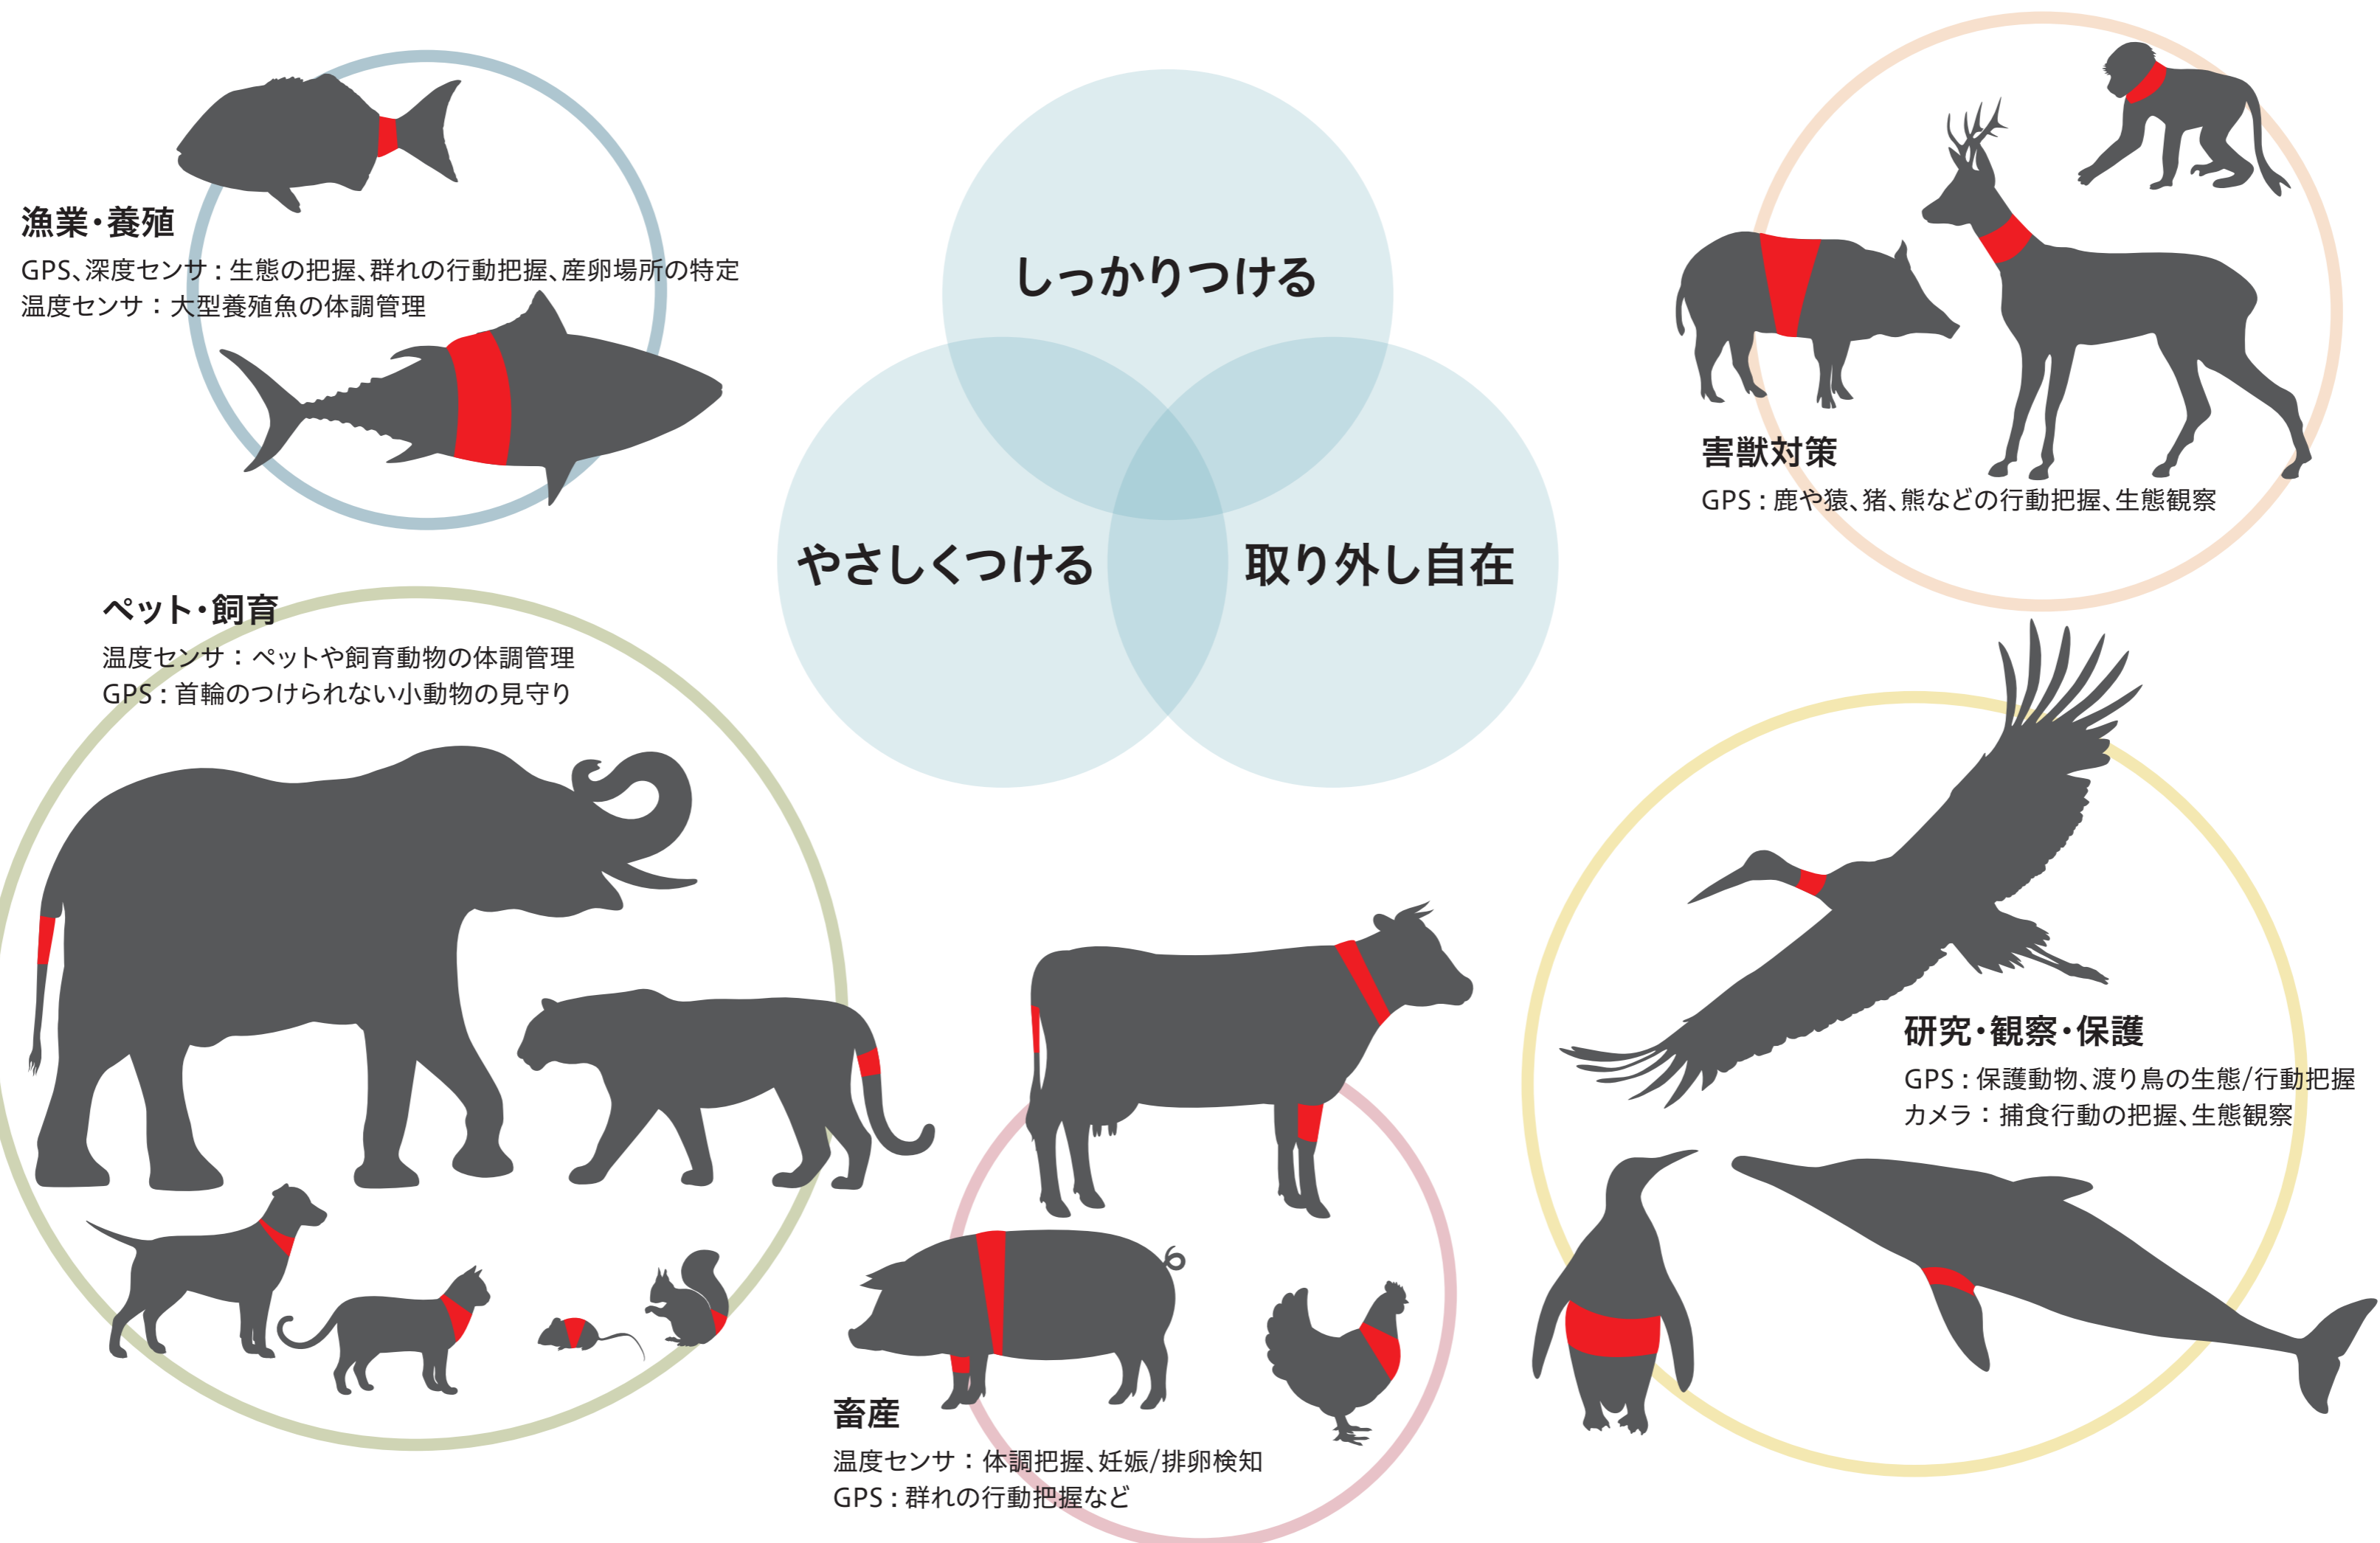 漁業・養殖
GPS、深度センサ：生態の把握、群れの行動把握、産卵場所の特定
温度センサ：大型養殖魚の体調管理
しっかりつける
やさしくつける
取り外し自在
害獣対策
GPS：鹿や猿、猪、熊などの行動把握、生態観察
ペット・飼育
温度センサ：ペットや飼育動物の体調管理
GPS：首輪のつけられない小動物の見守り
研究・観察・保護
GPS：保護動物、渡り鳥の生態/行動把握
カメラ：捕食行動の把握、生態観察
畜産
温度センサ：体調把握、妊娠/排卵検知
GPS：群れの行動把握など